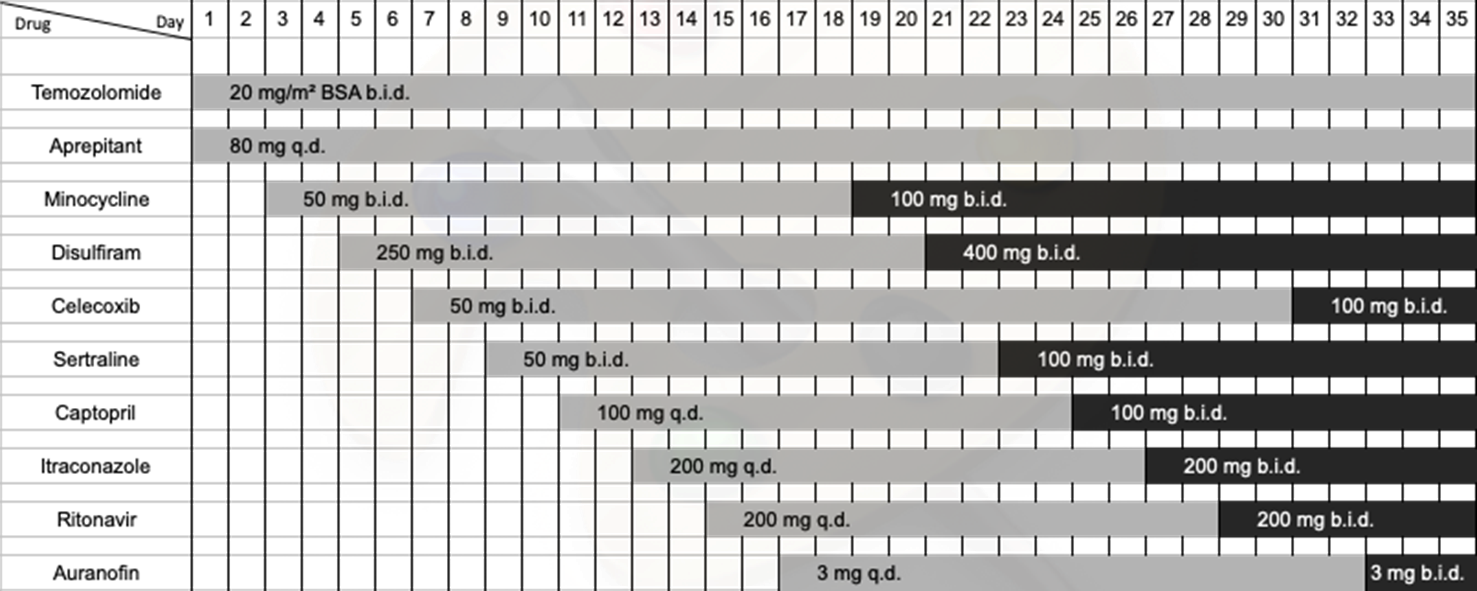 Drug Day 1 2 3 4 5 6 7 8 9 10 11 12 13 14 15 16 17 18 19 20 21 22 23 24 25 26 27 28 29 30 31 32 33 34 35
Temozolomide 20 mg/m² BSA b.i.d.
Aprepitant 80 mg q.d.
Minocycline 50 mg b.i.d. 100 mg b.i.d.
Disulfiram 250 mg b.i.d. 400 mg b.i.d.
Celecoxib 50 mg b.i.d. 100 mg b.i.d.
Sertraline 50 mg b.i.d. 100 mg b.i.d.
Captopril 100 mg q.d. 100 mg b.i.d.
Itraconazole 200 mg q.d. 200 mg b.i.d.
Ritonavir 200 mg q.d. 200 mg b.i.d.
Auranofin 3 mg q.d. 3 mg b.i.d.